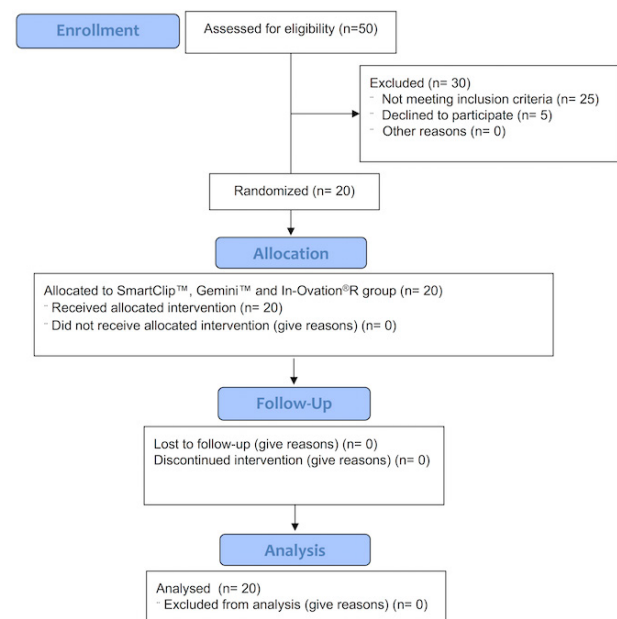 Enrollment
Assessed for eligibility (n=50)
Excluded (n= 30)
- Not meeting inclusion criteria (n= 25)
- Declined to participate (n= 5)
- Other reasons (n= 0)
Randomized (n= 20)
Allocation
Allocated to SmartClip™, Gemini™ and In-Ovation®R group (n= 20)
- Received allocated intervention (n= 20)
- Did not receive allocated intervention (give reasons) (n= 0)
Follow-Up
Lost to follow-up (give reasons) (n= 0)
Discontinued intervention (give reasons) (n= 0)
Analysis
Analysed (n= 20)
- Excluded from analysis (give reasons) (n= 0)